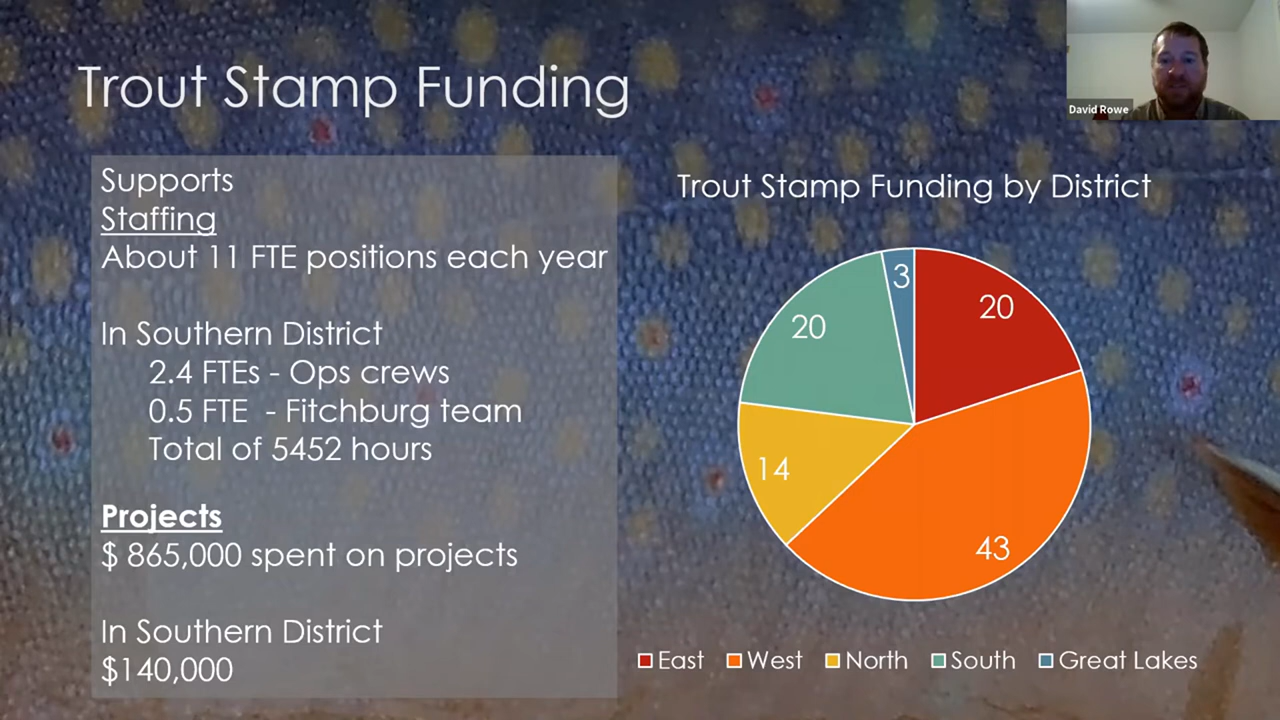 Trout Stamp Funding
David Rowe
Supports
Staffing
About 11 FTE positions each year
In Southern District
2.4 FTEs - Ops crews
0.5 FTE - Fitchburg team
Total of 5452 hours
Projects
$ 865,000 spent on projects
In Southern District
$140,000
Trout Stamp Funding by District
3
20
20
14
43
East West North South Great Lakes